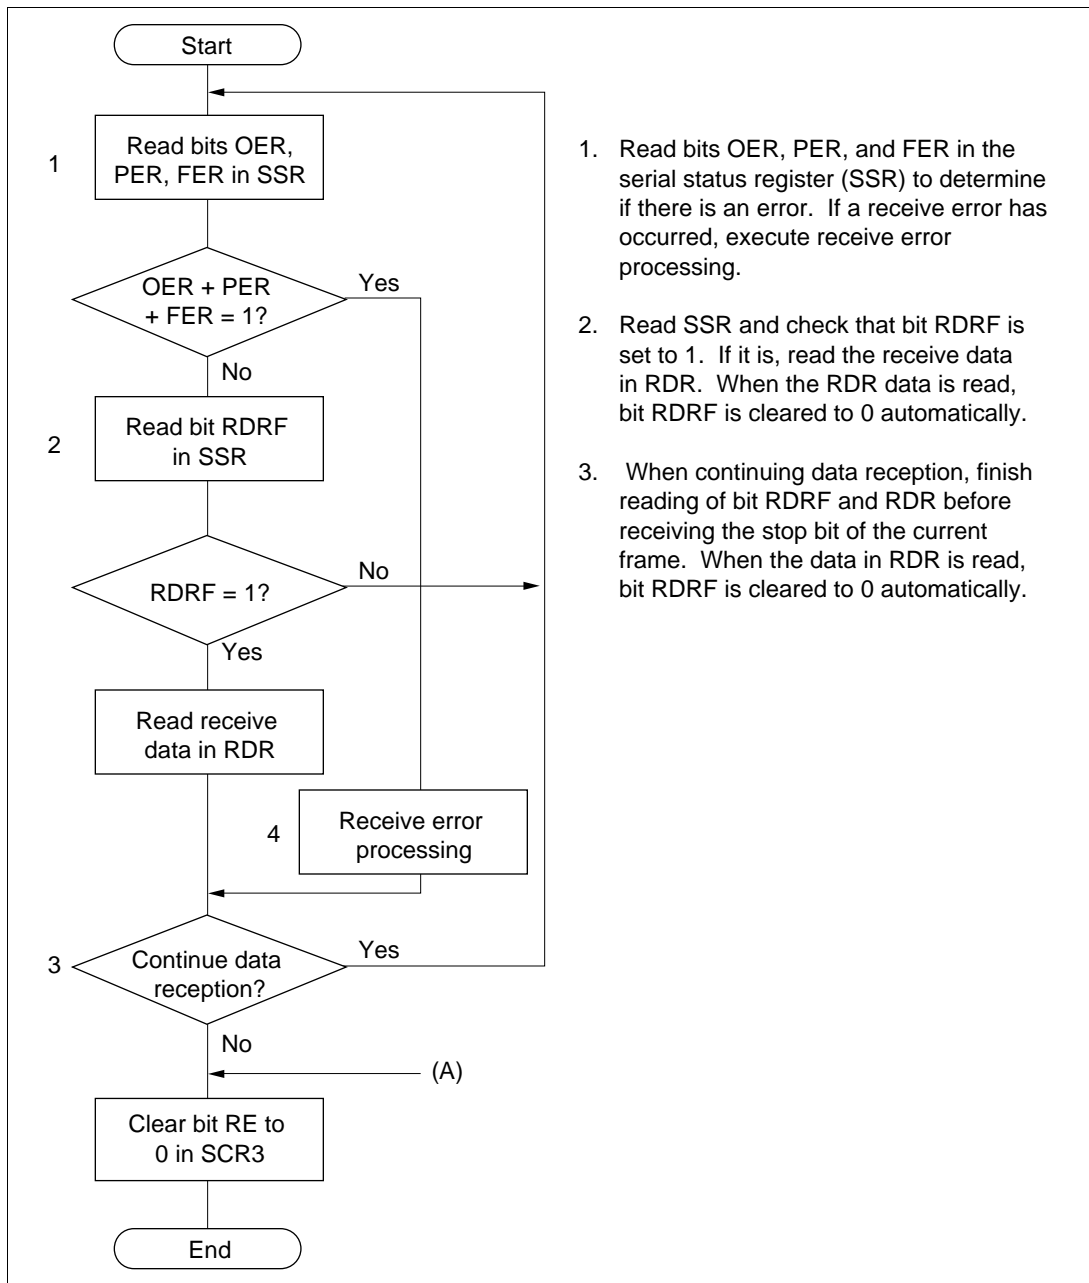 Start
1
Read bits OER,
PER, FER in SSR
OER + PER
+ FER = 1?
Yes
No
2
Read bit RDRF
in SSR
RDRF = 1?
No
Yes
Read receive
data in RDR
4
Receive error
processing
3
Continue data
reception?
Yes
No
(A)
Clear bit RE to
0 in SCR3
End
1. Read bits OER, PER, and FER in the
serial status register (SSR) to determine
if there is an error. If a receive error has
occurred, execute receive error
processing.
2. Read SSR and check that bit RDRF is
set to 1. If it is, read the receive data
in RDR. When the RDR data is read,
bit RDRF is cleared to 0 automatically.
3. When continuing data reception, finish
reading of bit RDRF and RDR before
receiving the stop bit of the current
frame. When the data in RDR is read,
bit RDRF is cleared to 0 automatically.